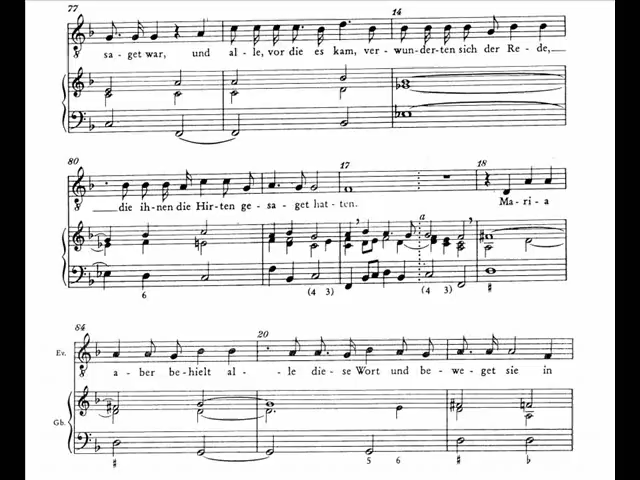 77 14
sa - get war, und al - le, vor die es kam, ver - wun - der - ten sich der Re - de,
80 17 18
die ih - nen die Hir - ten ge - sa - get hat - ten. Ma - ri - a
a
6 (4 3) (4 3) #
84 20
Ev.
a - ber be - hielt al - le die - se Wort und be - we - get sie in
Gb.
# 5 6 # b